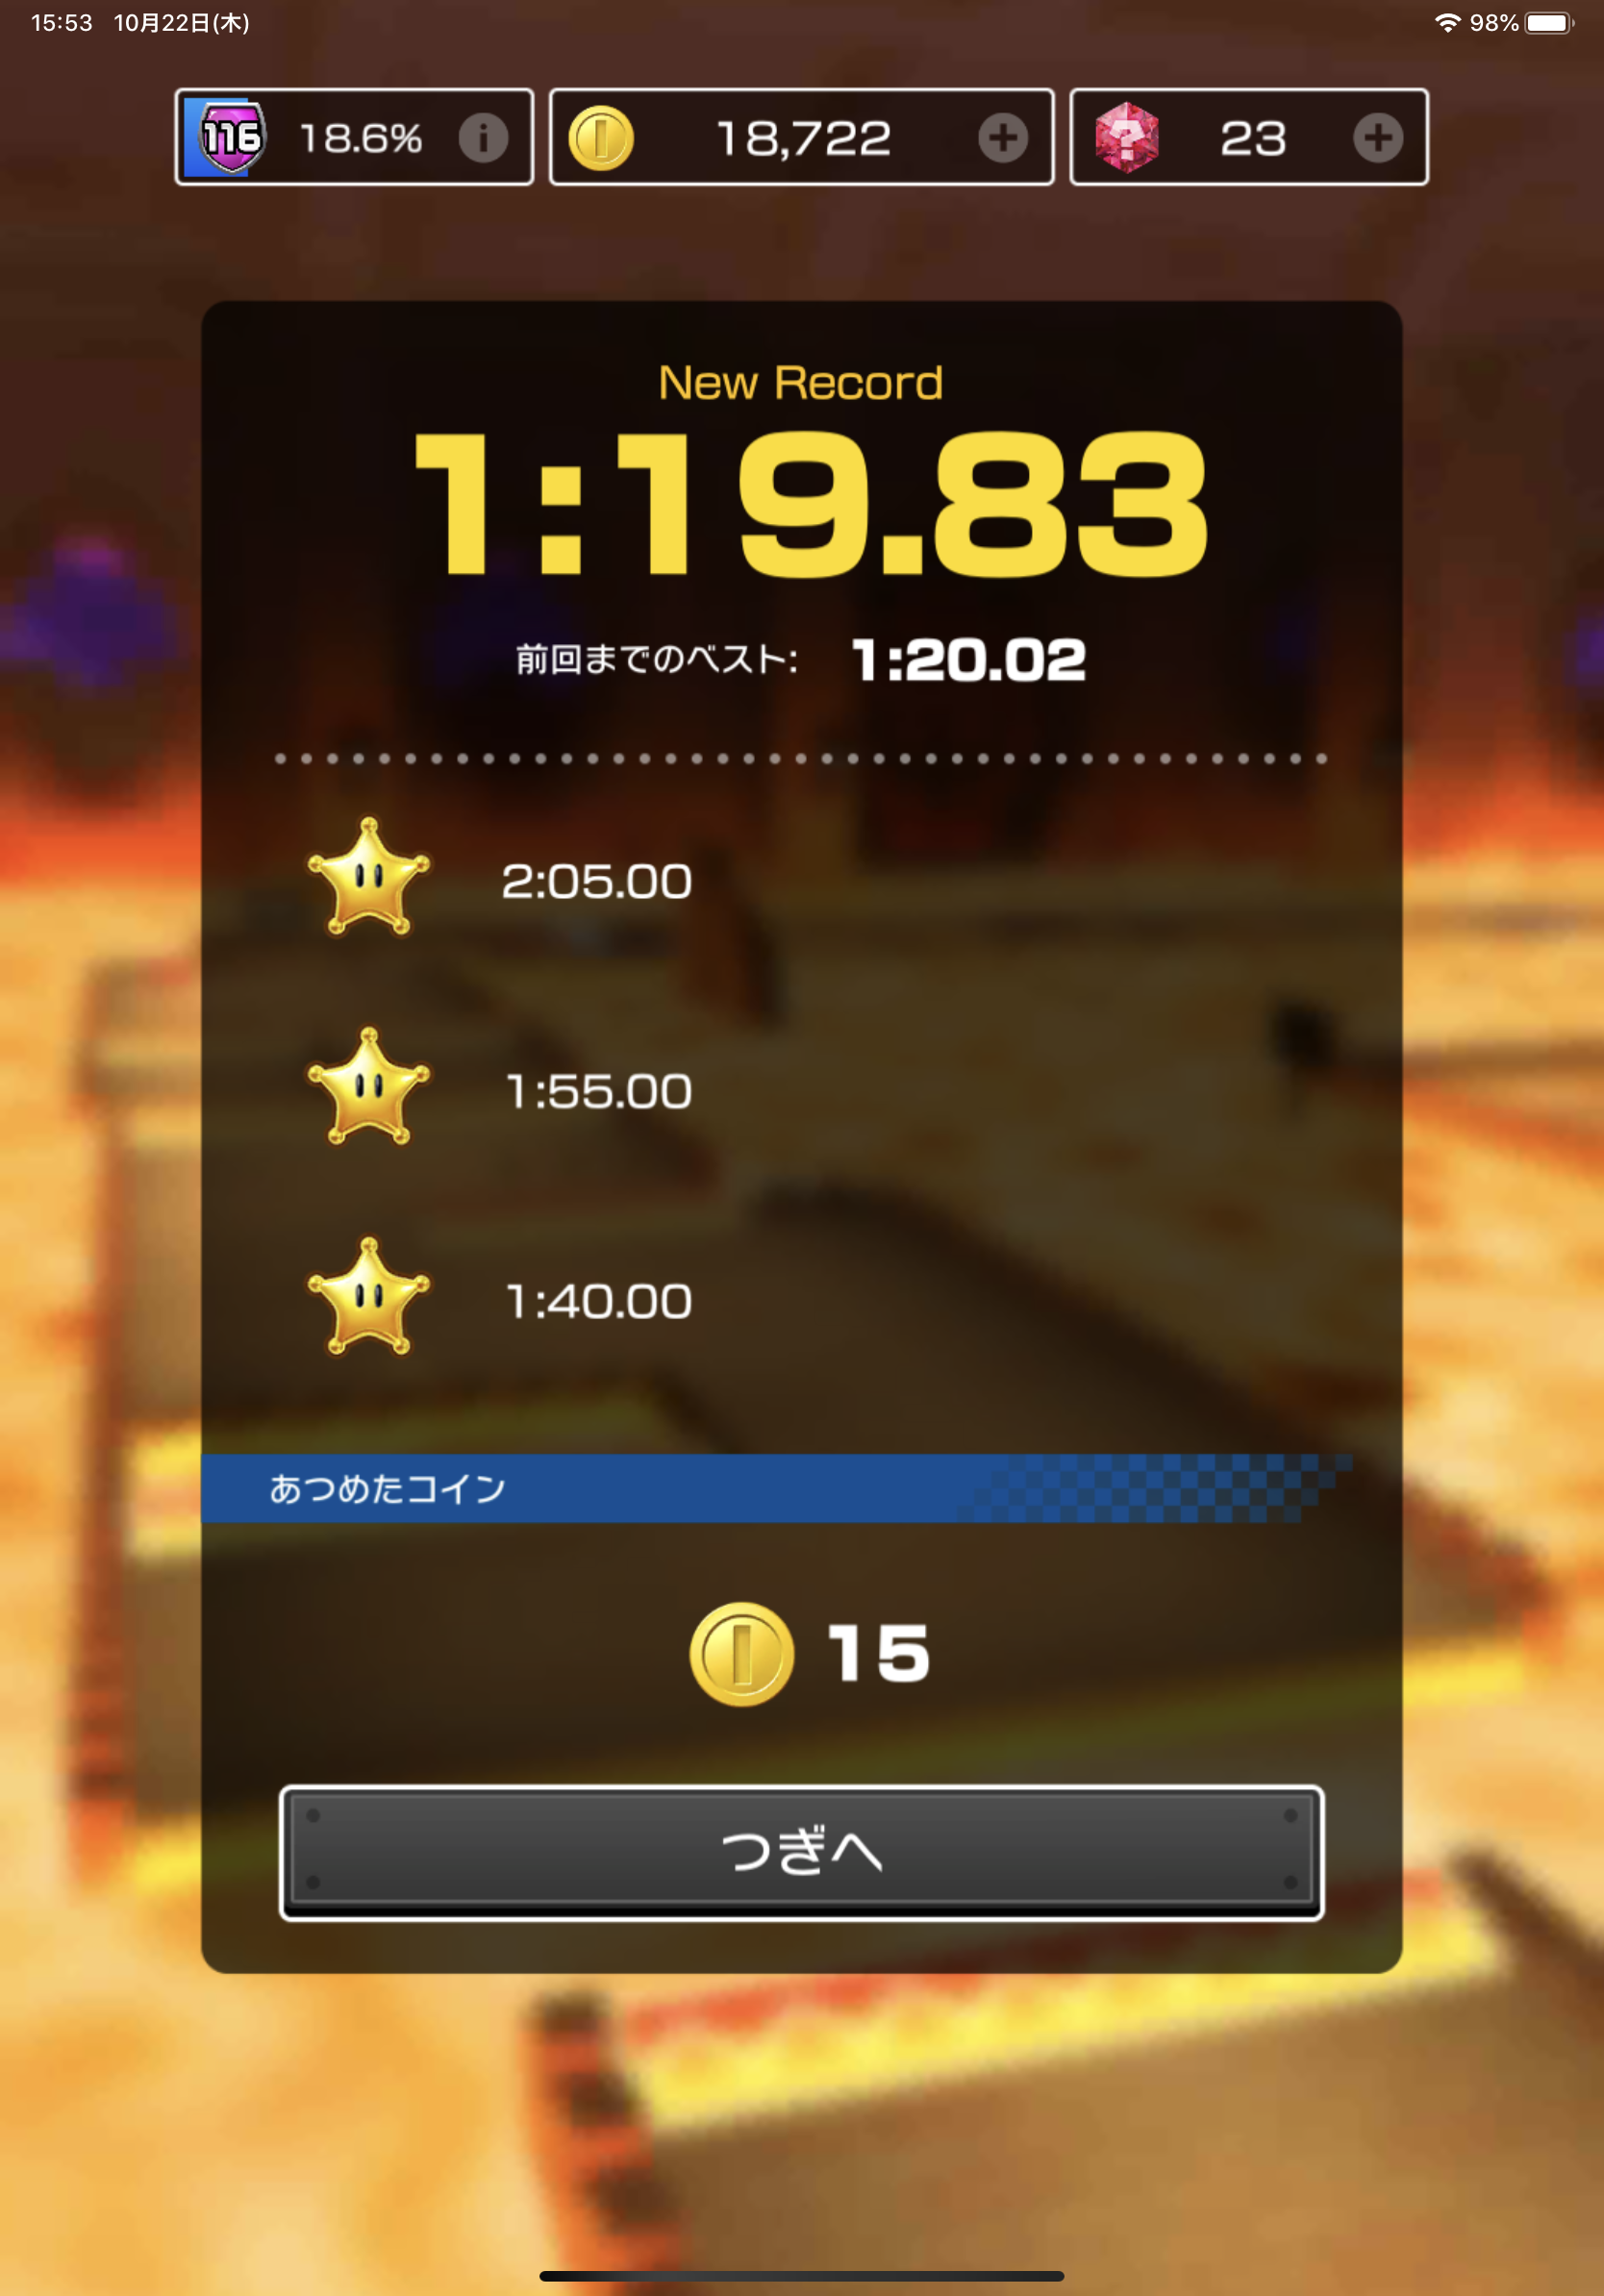 15:53 10月22日(木) 98%
116 18.6% i 18,722 + ? 23 +
New Record
1:19.83
前回までのベスト: 1:20.02
2:05.00
1:55.00
1:40.00
あつめたコイン
15
つぎへ